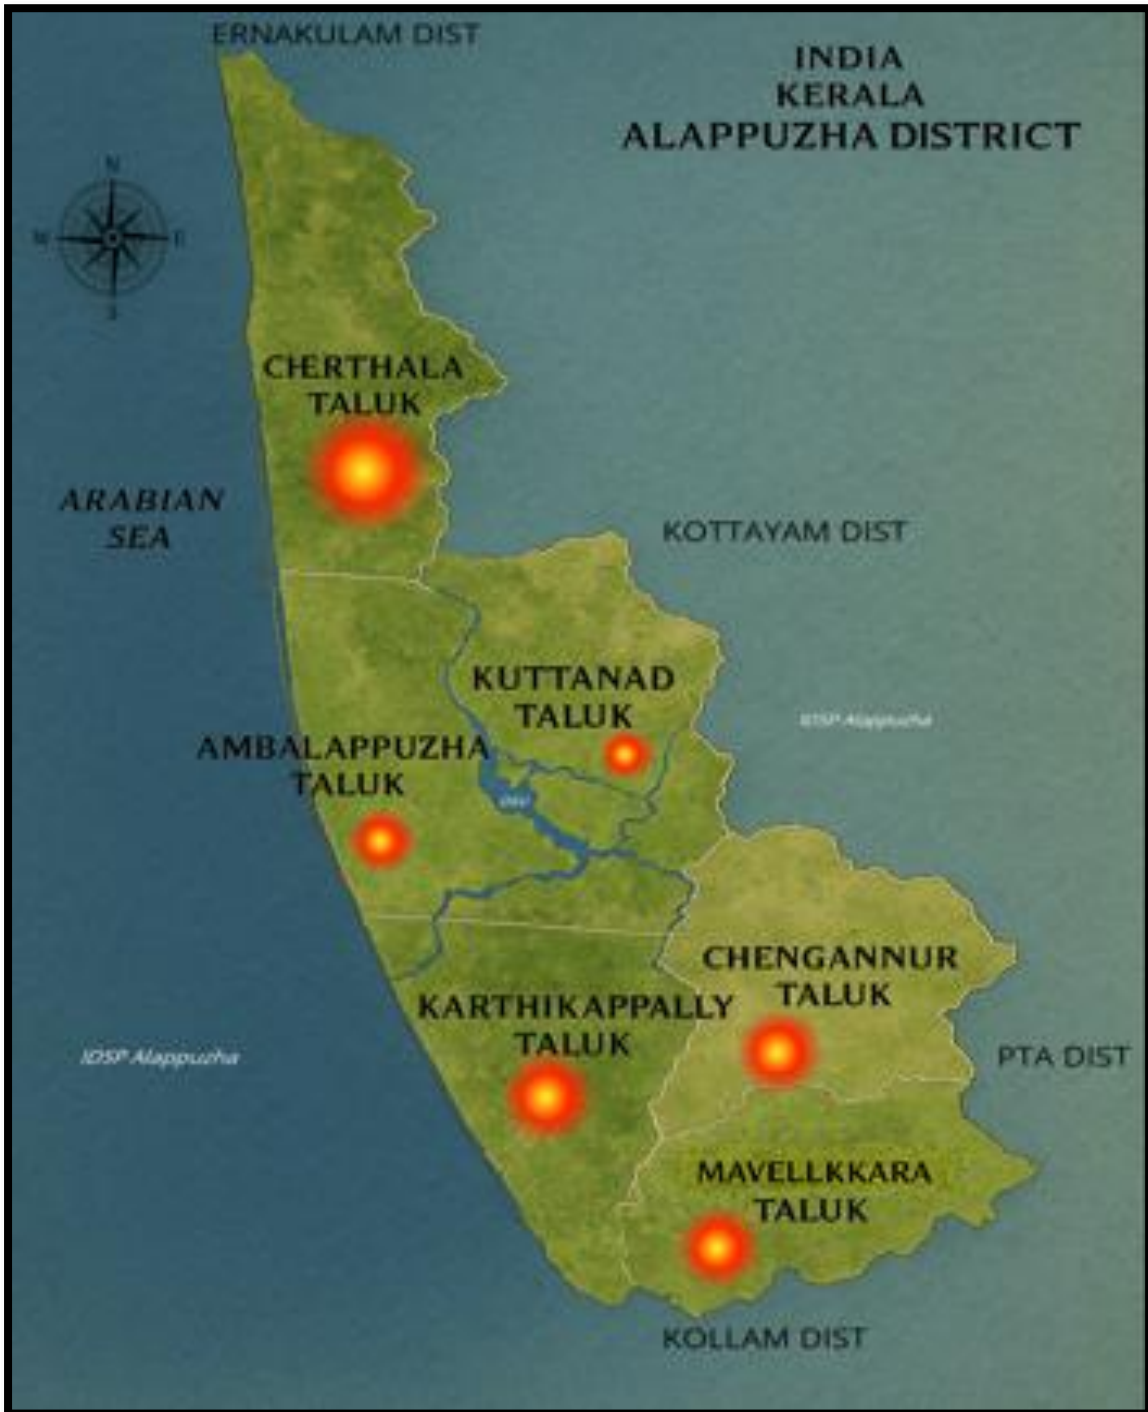 ERNAKULAM DIST
INDIA
KERALA
ALAPPUZHA DISTRICT
N
W
E
S
CHERTHALA
TALUK
ARABIAN
SEA
KOTTAYAM DIST
KUTTANAD
TALUK
IDSP Alappuzha
AMBALAPPUZHA
TALUK
CHENGANNUR
TALUK
KARTHIKAPPALLY
TALUK
IDSP Alappuzha
PTA DIST
MAVELLKKARA
TALUK
KOLLAM DIST